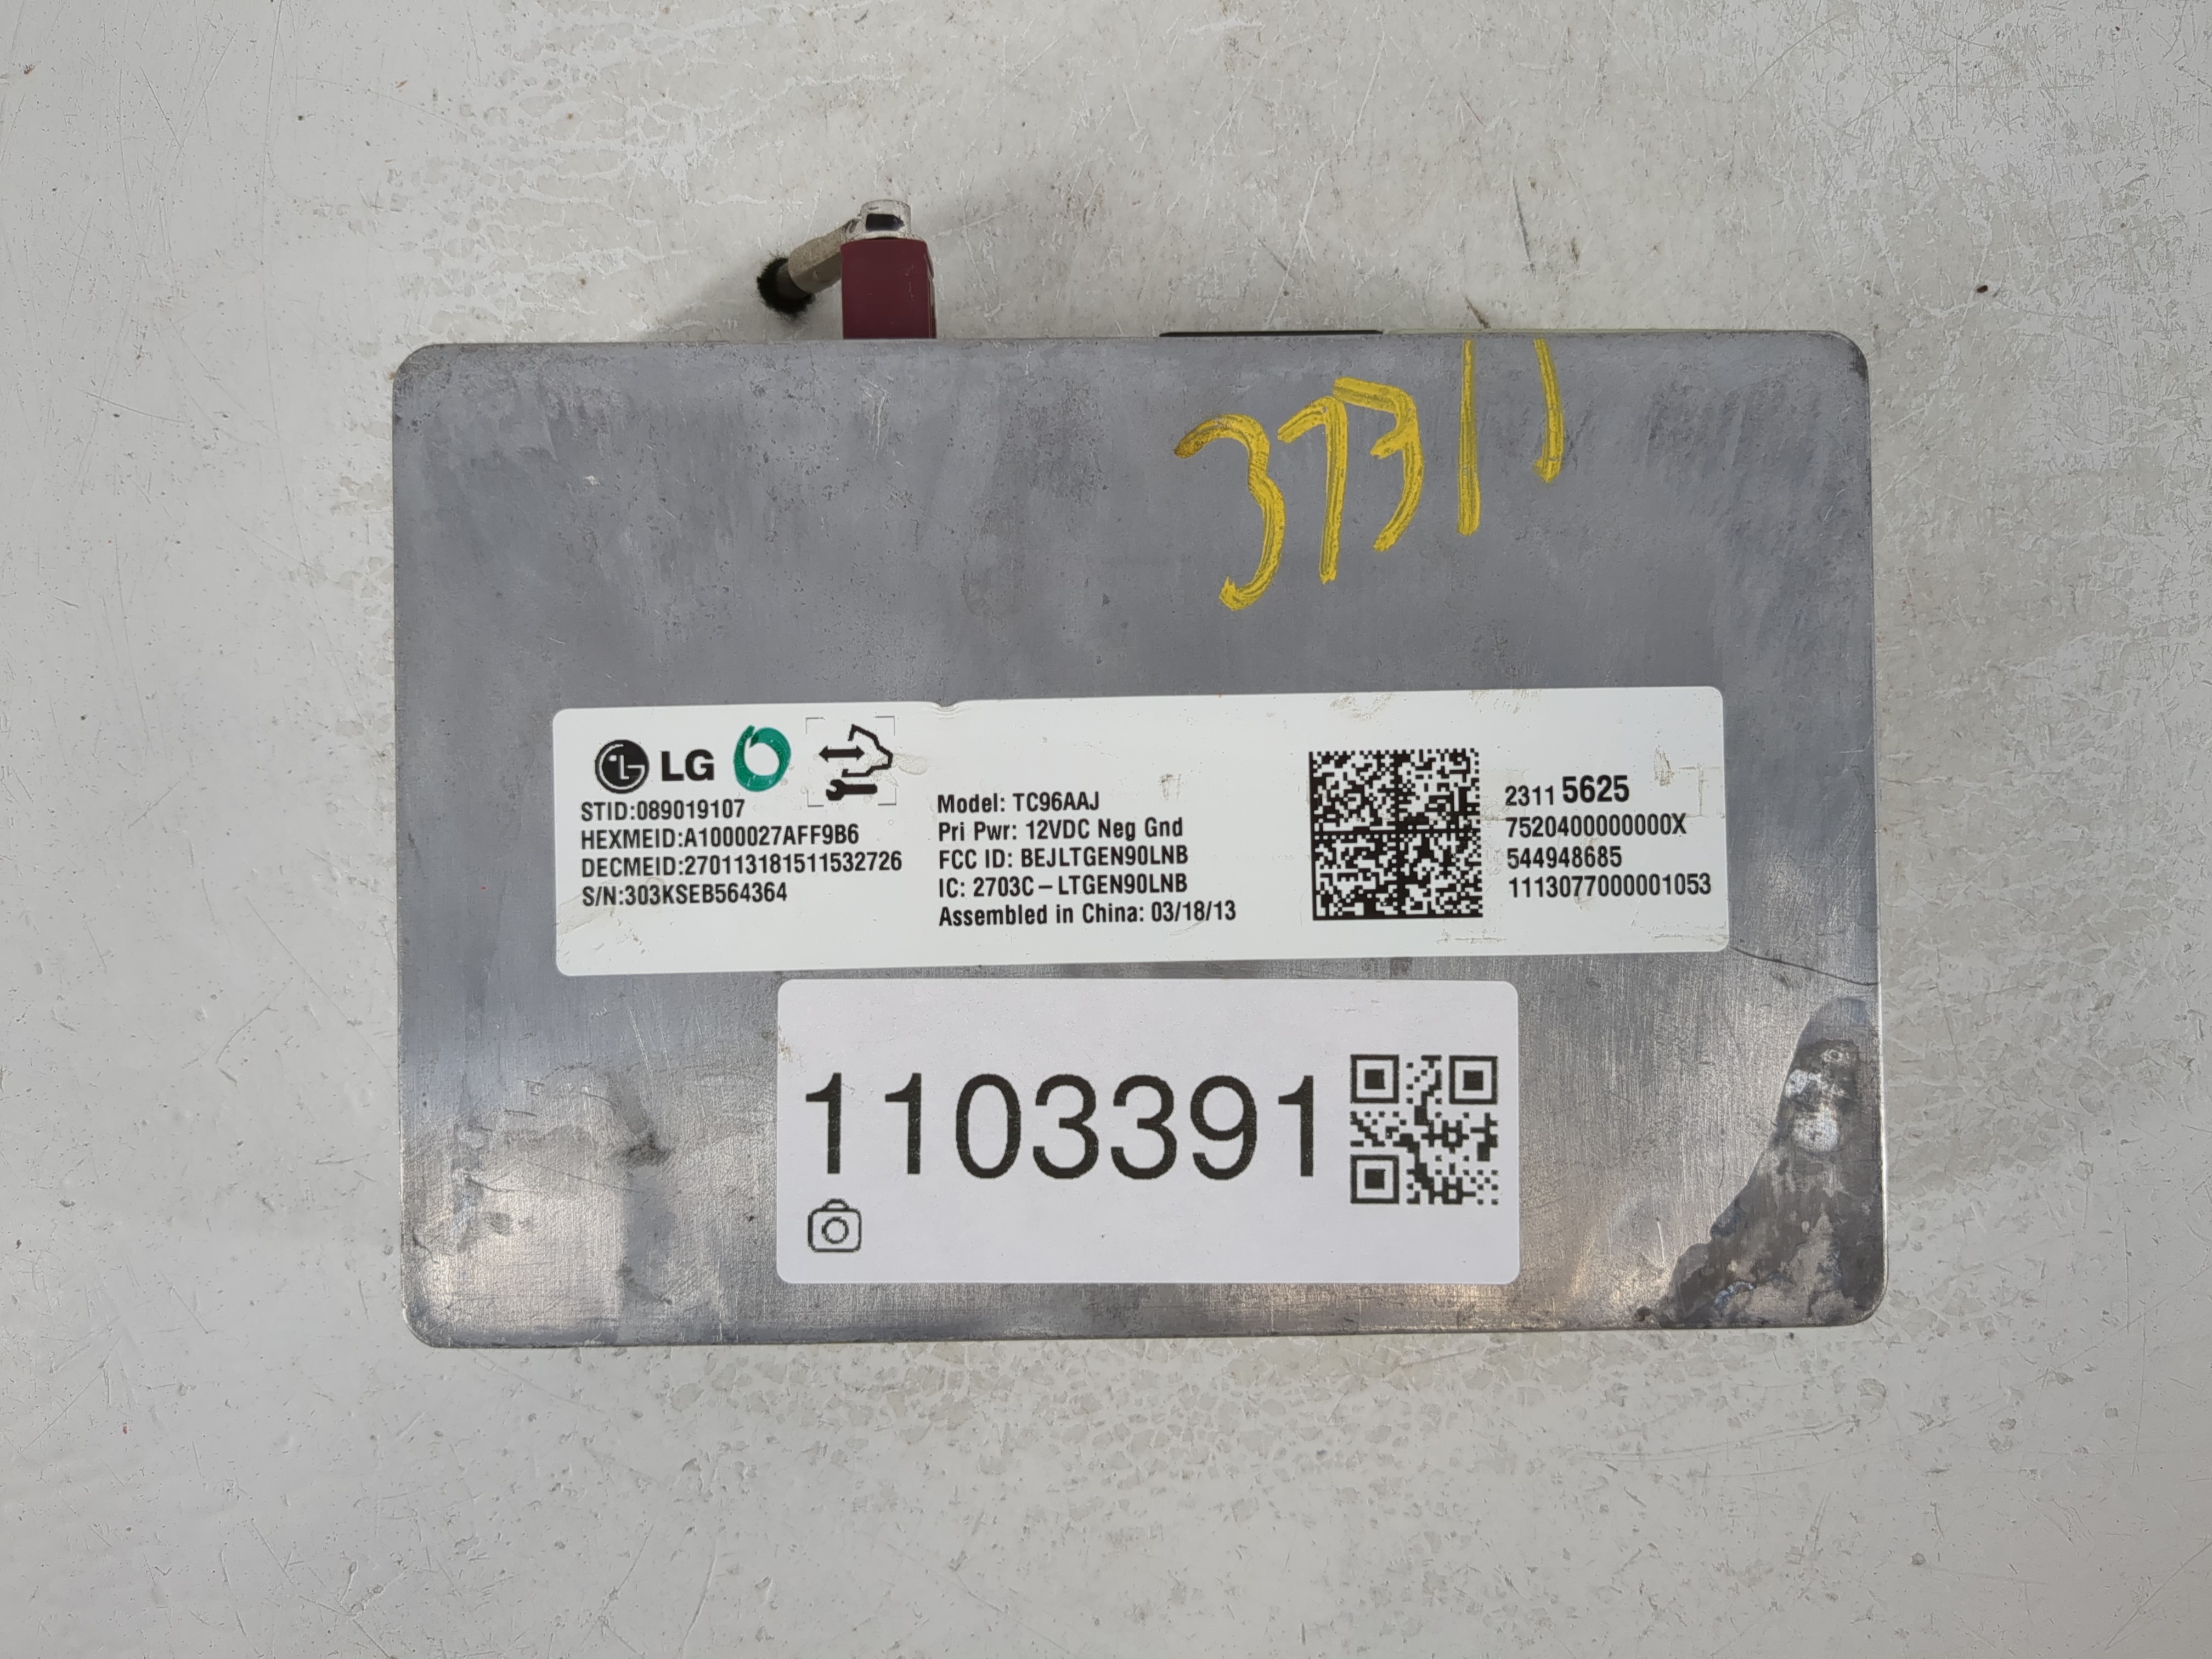 37311
LG
STID:089019107
HEXMEID:A1000027AFF9B6
DECMEID:270113181511532726
S/N:303KSEB564364
Model: TC96AAJ
Pri Pwr: 12VDC Neg Gnd
FCC ID: BEJLTGEN90LNB
IC: 2703C–LTGEN90LNB
Assembled in China: 03/18/13
2311 5625
7520400000000X
544948685
1113077000001053
1103391